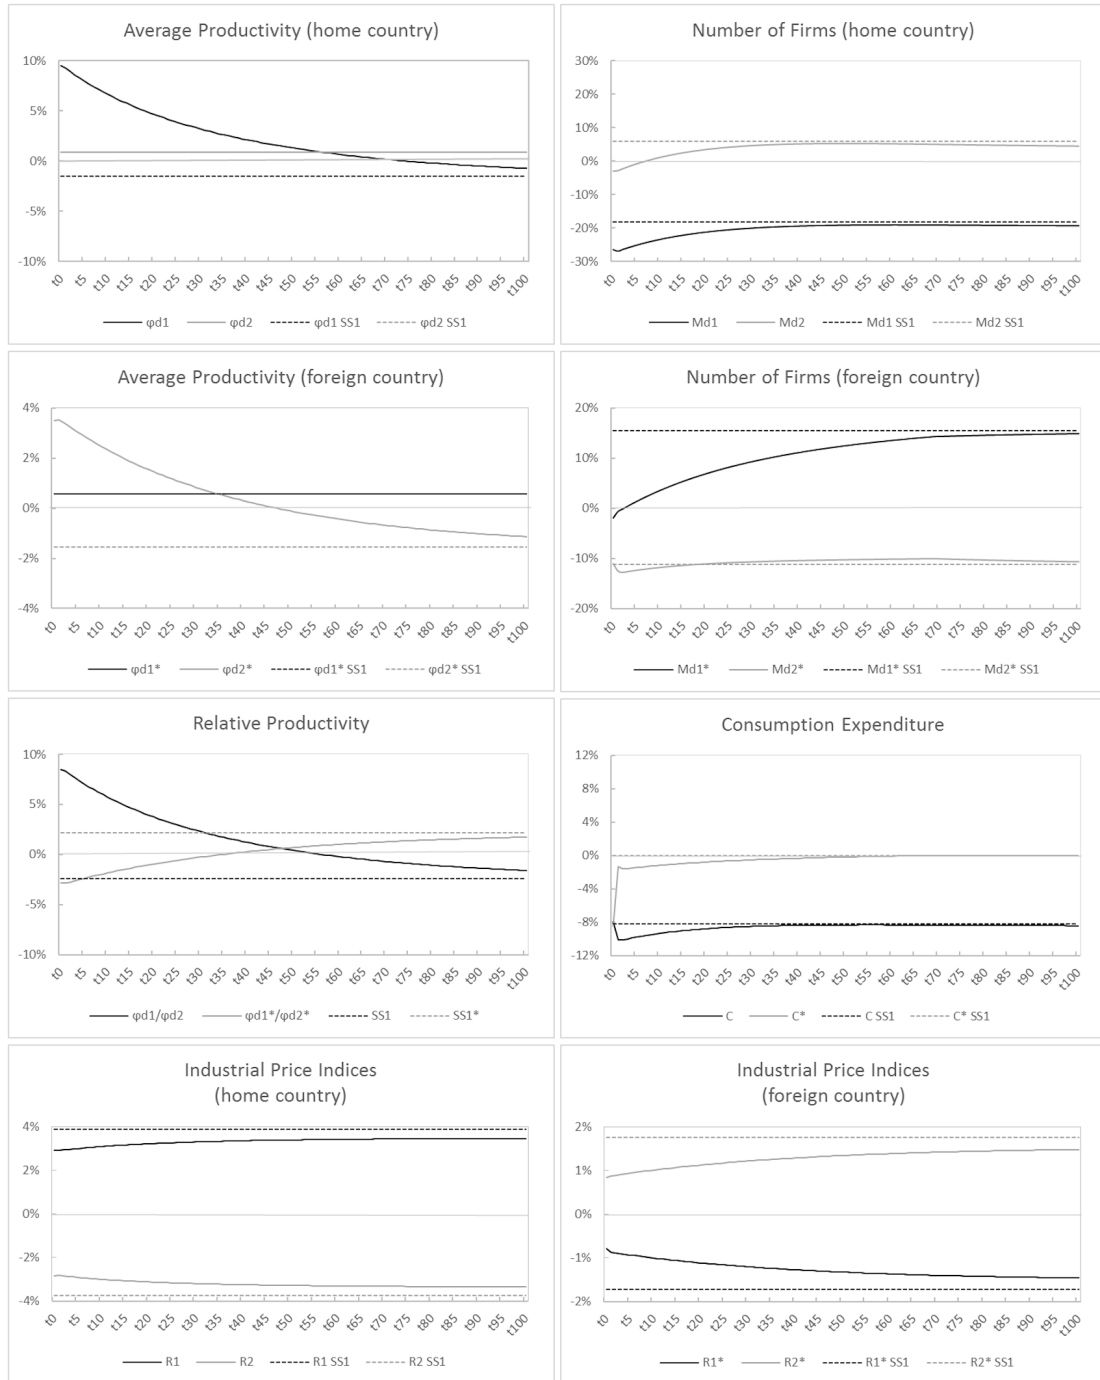 Average Productivity (home country)
10%
5%
0%
-5%
-10%
t0 t5 t10 t15 t20 t25 t30 t35 t40 t45 t50 t55 t60 t65 t70 t75 t80 t85 t90 t95 t100
φd1 φd2 φd1 SS1 φd2 SS1
Number of Firms (home country)
30%
20%
10%
0%
-10%
-20%
-30%
t0 t5 t10 t15 t20 t25 t30 t35 t40 t45 t50 t55 t60 t65 t70 t75 t80 t85 t90 t95 t100
Md1 Md2 Md1 SS1 Md2 SS1
Average Productivity (foreign country)
4%
2%
0%
-2%
-4%
t0 t5 t10 t15 t20 t25 t30 t35 t40 t45 t50 t55 t60 t65 t70 t75 t80 t85 t90 t95 t100
φd1* φd2* φd1* SS1 φd2* SS1
Number of Firms (foreign country)
20%
10%
0%
-10%
-20%
t0 t5 t10 t15 t20 t25 t30 t35 t40 t45 t50 t55 t60 t65 t70 t75 t80 t85 t90 t95 t100
Md1* Md2* Md1* SS1 Md2* SS1
Relative Productivity
10%
5%
0%
-5%
-10%
t0 t5 t10 t15 t20 t25 t30 t35 t40 t45 t50 t55 t60 t65 t70 t75 t80 t85 t90 t95 t100
φd1/φd2 φd1*/φd2* SS1 SS1*
Consumption Expenditure
12%
8%
4%
0%
-4%
-8%
-12%
t0 t5 t10 t15 t20 t25 t30 t35 t40 t45 t50 t55 t60 t65 t70 t75 t80 t85 t90 t95 t100
C C* C SS1 C* SS1
Industrial Price Indices
(home country)
4%
2%
0%
-2%
-4%
t0 t5 t10 t15 t20 t25 t30 t35 t40 t45 t50 t55 t60 t65 t70 t75 t80 t85 t90 t95 t100
R1 R2 R1 SS1 R2 SS1
Industrial Price Indices
(foreign country)
2%
1%
0%
-1%
-2%
t0 t5 t10 t15 t20 t25 t30 t35 t40 t45 t50 t55 t60 t65 t70 t75 t80 t85 t90 t95 t100
R1* R2* R1* SS1 R2* SS1